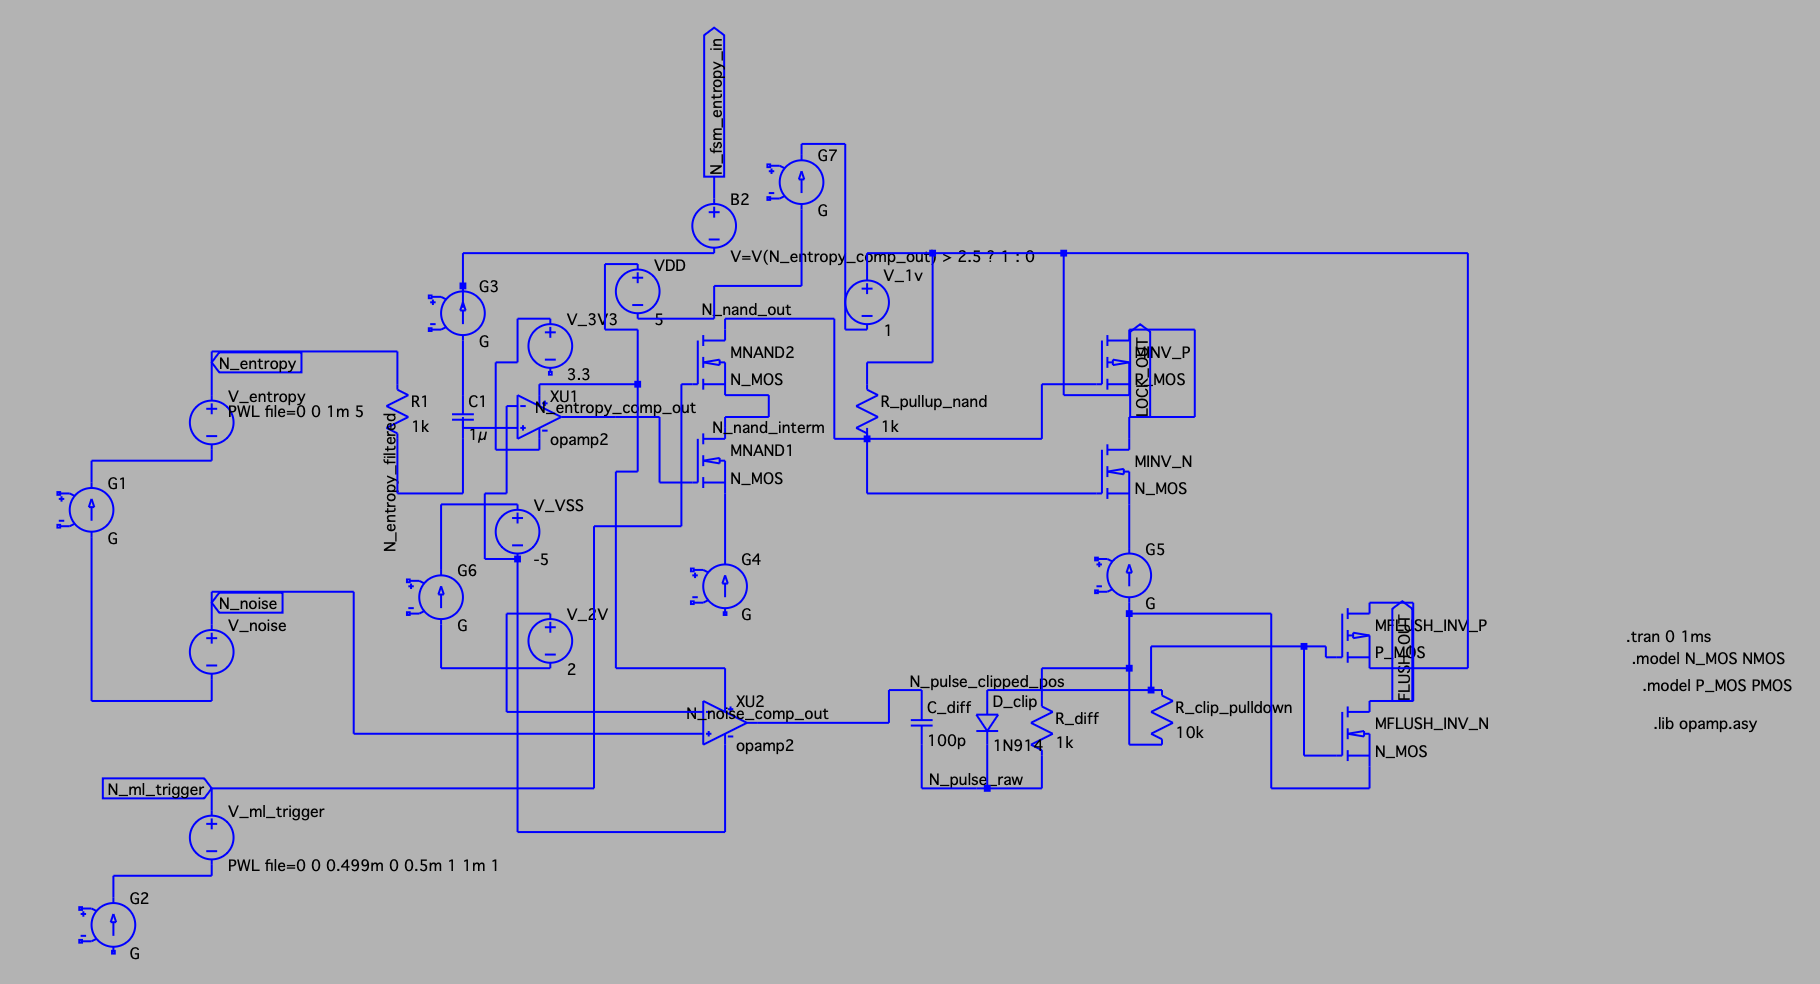 N_fsm_entropy_in
G7
G
B2
V=V(N_entropy_comp_out) > 2.5 ? 1 : 0
VDD
5
V_1v
1
G3
G
V_3V3
3.3
N_nand_out
MNAND2
N_MOS
MINV_P
P_MOS
LOCK_OUT
N_entropy
V_entropy
PWL file=0 0 1m 5
R1
1k
C1
1µ
XU1
N_entropy_comp_out
opamp2
R_pullup_nand
1k
N_nand_interm
MNAND1
N_MOS
MINV_N
N_MOS
N_entropy_filtered
G1
G
V_VSS
-5
G4
G
G5
G
G6
G
N_noise
V_noise
V_2V
2
MFLUSH_INV_P
P_MOS
FLUSH_OUT
.tran 0 1ms
.model N_MOS NMOS
.model P_MOS PMOS
.lib opamp.asy
N_pulse_clipped_pos
XU2
N_noise_comp_out
opamp2
C_diff
100p
D_clip
1N914
R_diff
1k
R_clip_pulldown
10k
MFLUSH_INV_N
N_MOS
N_pulse_raw
N_ml_trigger
V_ml_trigger
PWL file=0 0 0.499m 0 0.5m 1 1m 1
G2
G